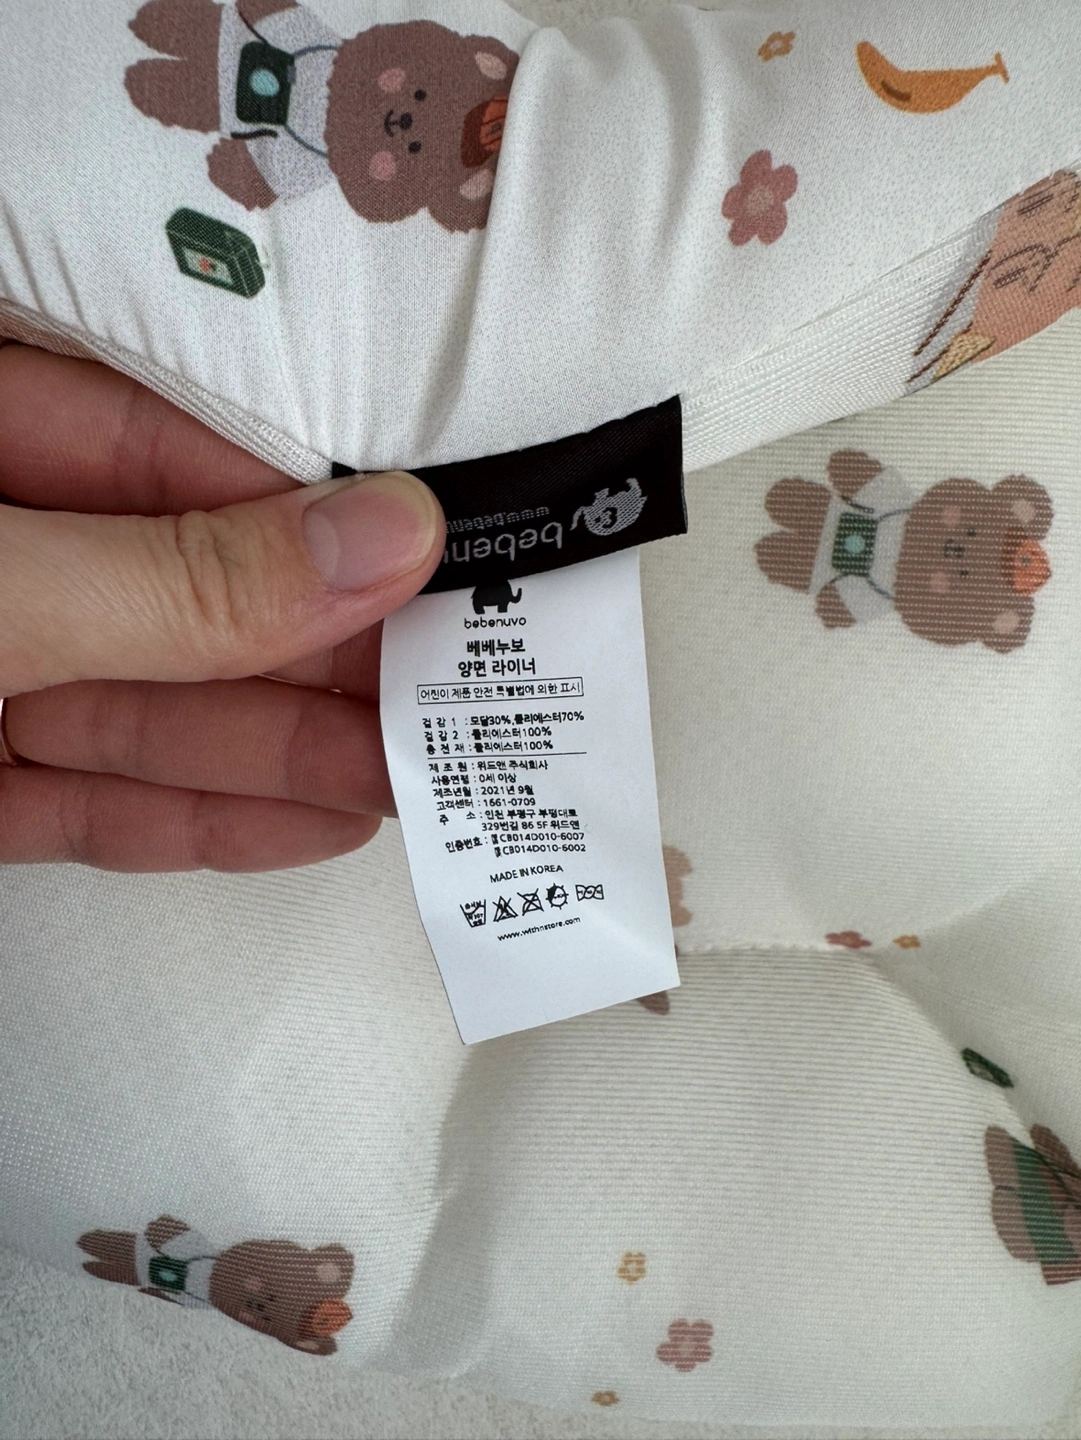 bebenu
www.bebenu
bebenuvo
베베누보
양면 라이너
어린이 제품 안전 특별법에 의한 표시
겉 감 1 : 모달30%,폴리에스터70%
겉 감 2 : 폴리에스터100%
충 전 재 : 폴리에스터100%
제 조 원 : 위드앤 주식회사
사용연령 : 0세 이상
제조년월 : 2021년 9월
고객센터 : 1661-0709
주 소 : 인천 부평구 부평대로
329번길 86 5F 위드앤
인증번호 : CB014D010-6007
CB014D010-6002
MADE IN KOREA
www.withnstore.com